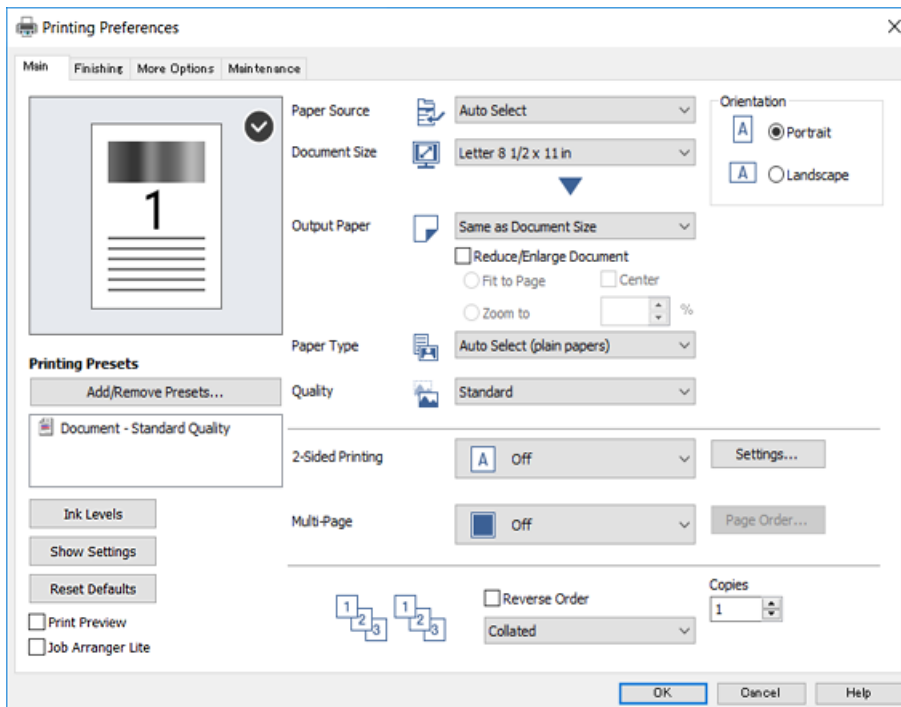 Printing Preferences
Main Finishing More Options Maintenance
1
Printing Presets
Add/Remove Presets...
Document - Standard Quality
Ink Levels
Show Settings
Reset Defaults
Print Preview
Job Arranger Lite
Paper Source Auto Select
Document Size Letter 8 1/2 x 11 in
Output Paper Same as Document Size
Reduce/Enlarge Document
Fit to Page Center
Zoom to %
Paper Type Auto Select (plain papers)
Quality Standard
Orientation
A Portrait
A Landscape
2-Sided Printing A Off Settings...
Multi-Page Off Page Order...
1 2 3 1 2 3
Reverse Order
Collated
Copies
1
OK Cancel Help